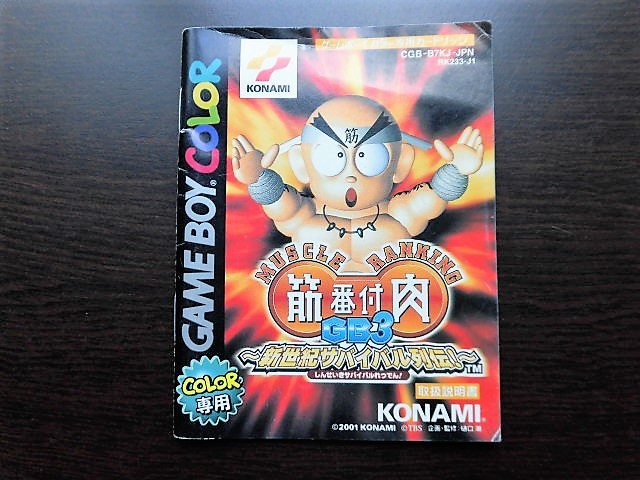 ゲームボーイカラー専用カートリッジ
CGB-B7KJ-JPN
RK233-J1
KONAMI
GAME BOY COLOR
筋
MUSCLE RANKING
筋肉番付
GB3
~新世紀サバイバル列伝!~
TM
しんせいきサバイバルれつでん!
COLOR
専用
取扱説明書
KONAMI
©2001 KONAMI ©TBS 企画・監修:樋口 潮